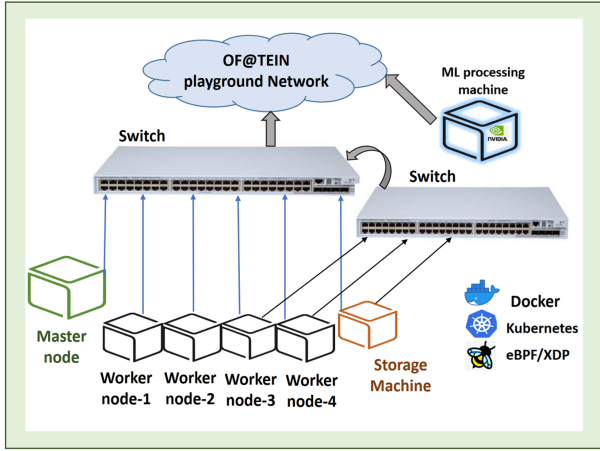 OF@TEIN
playground Network
ML processing
machine
NVIDIA
Switch
Switch
Master
node
Worker
node-1
Worker
node-2
Worker
node-3
Worker
node-4
Storage
Machine
Docker
Kubernetes
eBPF/XDP